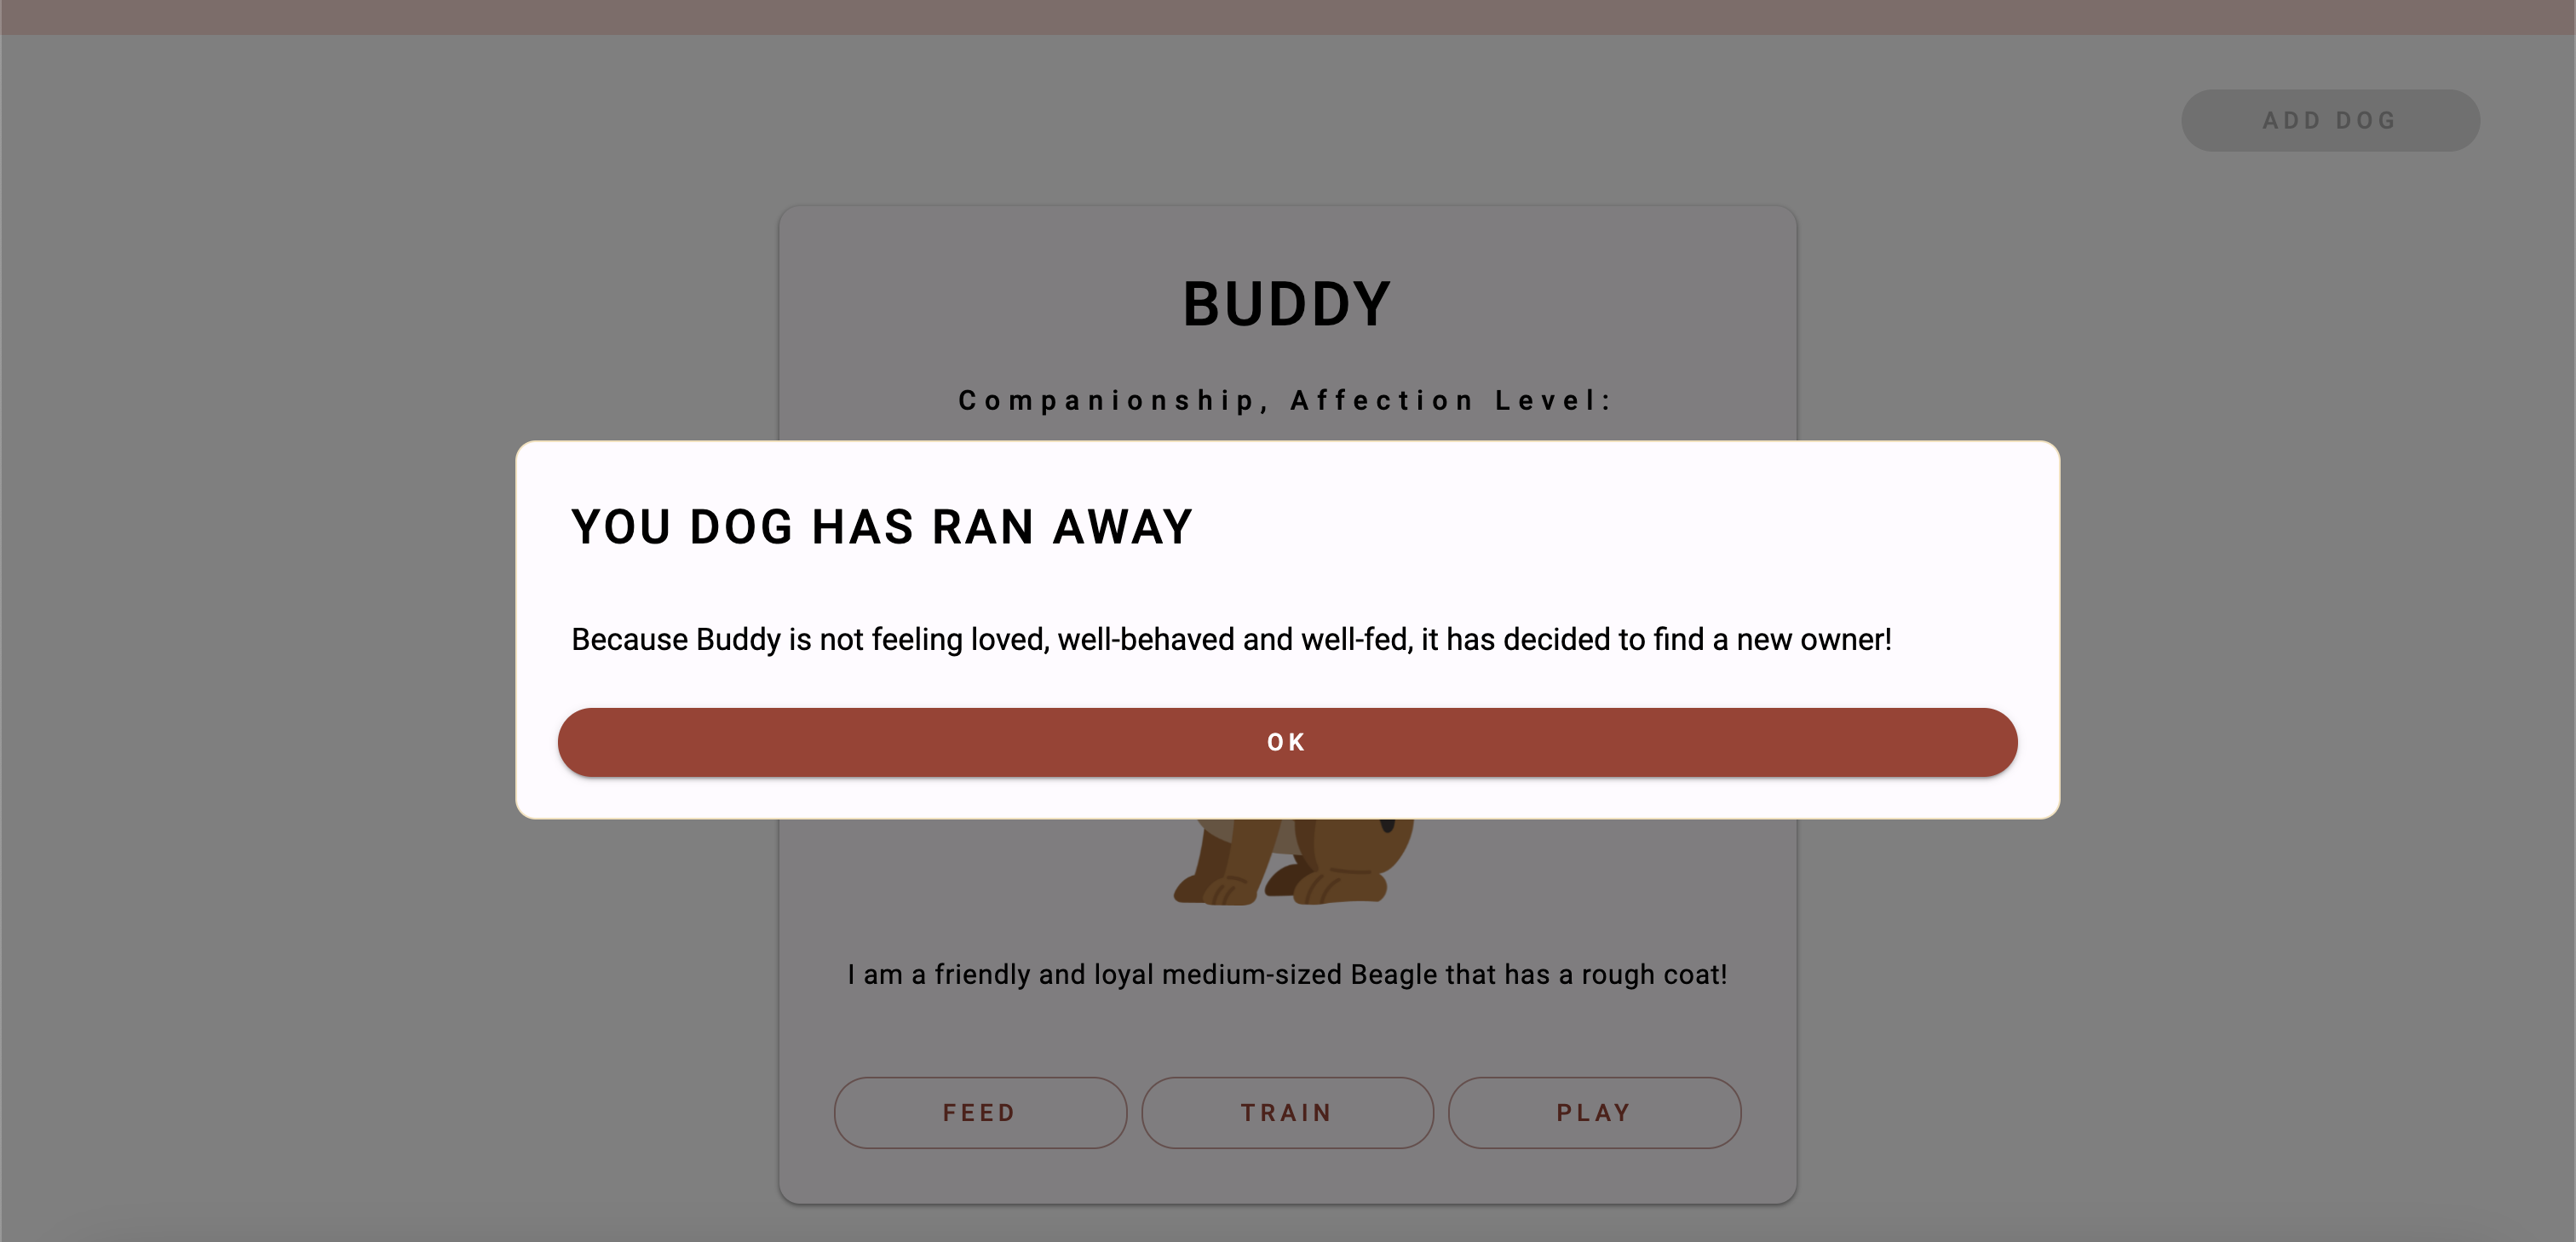 ADD DOG
BUDDY
Companionship, Affection Level:
YOU DOG HAS RAN AWAY
Because Buddy is not feeling loved, well-behaved and well-fed, it has decided to find a new owner!
OK
I am a friendly and loyal medium-sized Beagle that has a rough coat!
FEED TRAIN PLAY